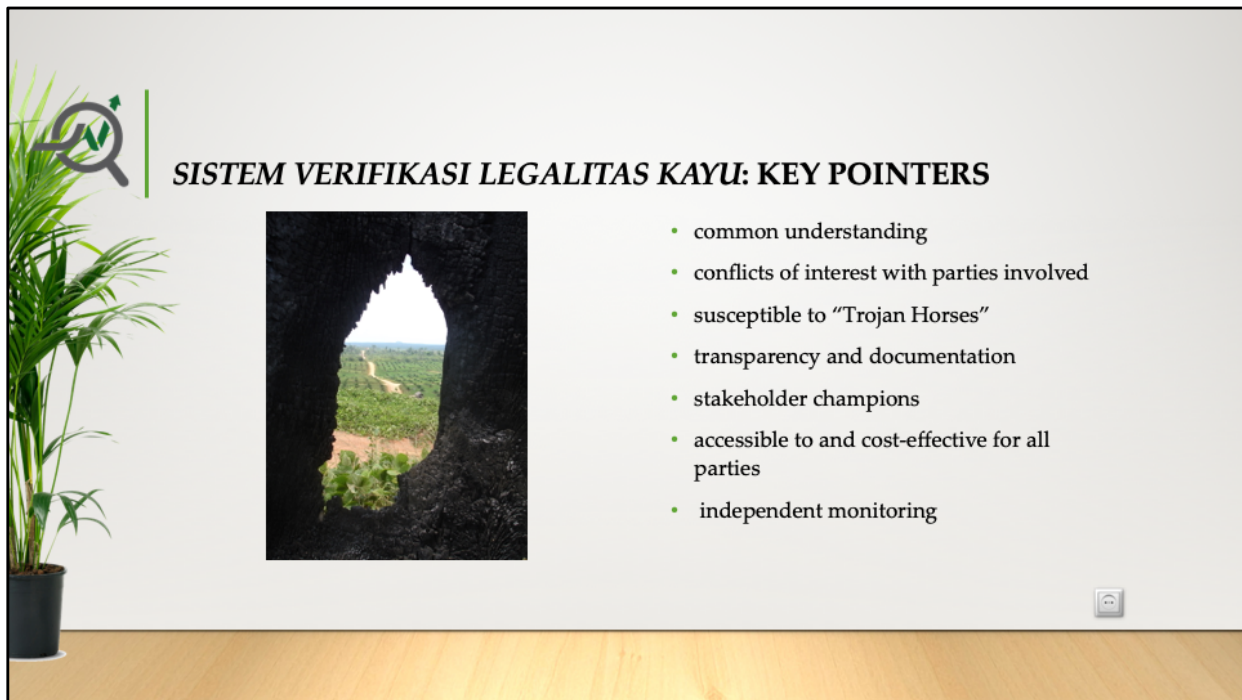 SISTEM VERIFIKASI LEGALITAS KAYU: KEY POINTERS
• common understanding
• conflicts of interest with parties involved
• susceptible to “Trojan Horses”
• transparency and documentation
• stakeholder champions
• accessible to and cost-effective for all
parties
• independent monitoring